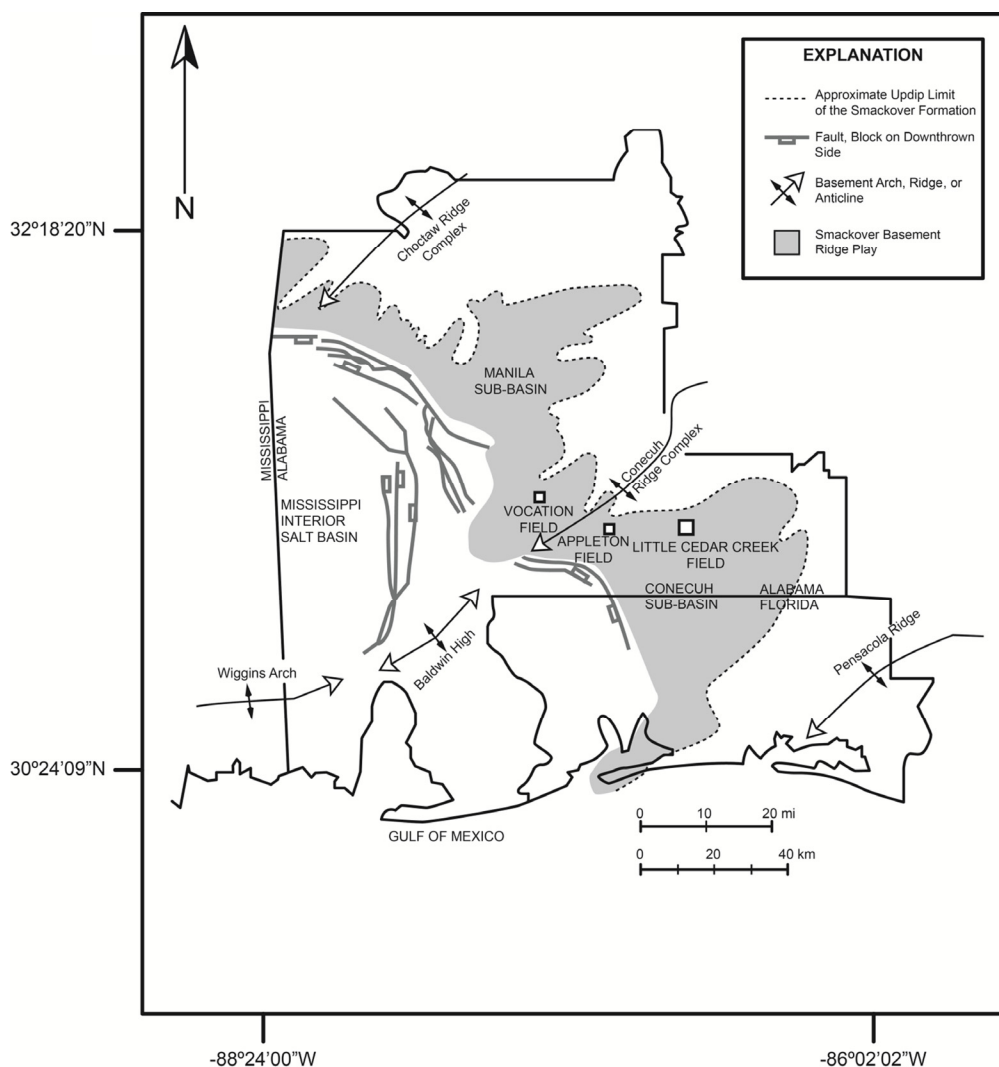 EXPLANATION
Approximate Updip Limit
of the Smackover Formation
Fault, Block on Downthrown
Side
Basement Arch, Ridge, or
Anticline
Smackover Basement
Ridge Play
N
32º18'20"N
30º24'09"N
-88º24'00"W
-86º02'02"W
Choctaw Ridge
Complex
MANILA
SUB-BASIN
MISSISSIPPI
ALABAMA
MISSISSIPPI
INTERIOR
SALT BASIN
Conecuh
Ridge Complex
VOCATION
FIELD
APPLETON
FIELD
LITTLE CEDAR CREEK
FIELD
CONECUH
SUB-BASIN
ALABAMA
FLORIDA
Wiggins Arch
Baldwin High
Pensacola Ridge
GULF OF MEXICO
0 10 20 mi
0 20 40 km